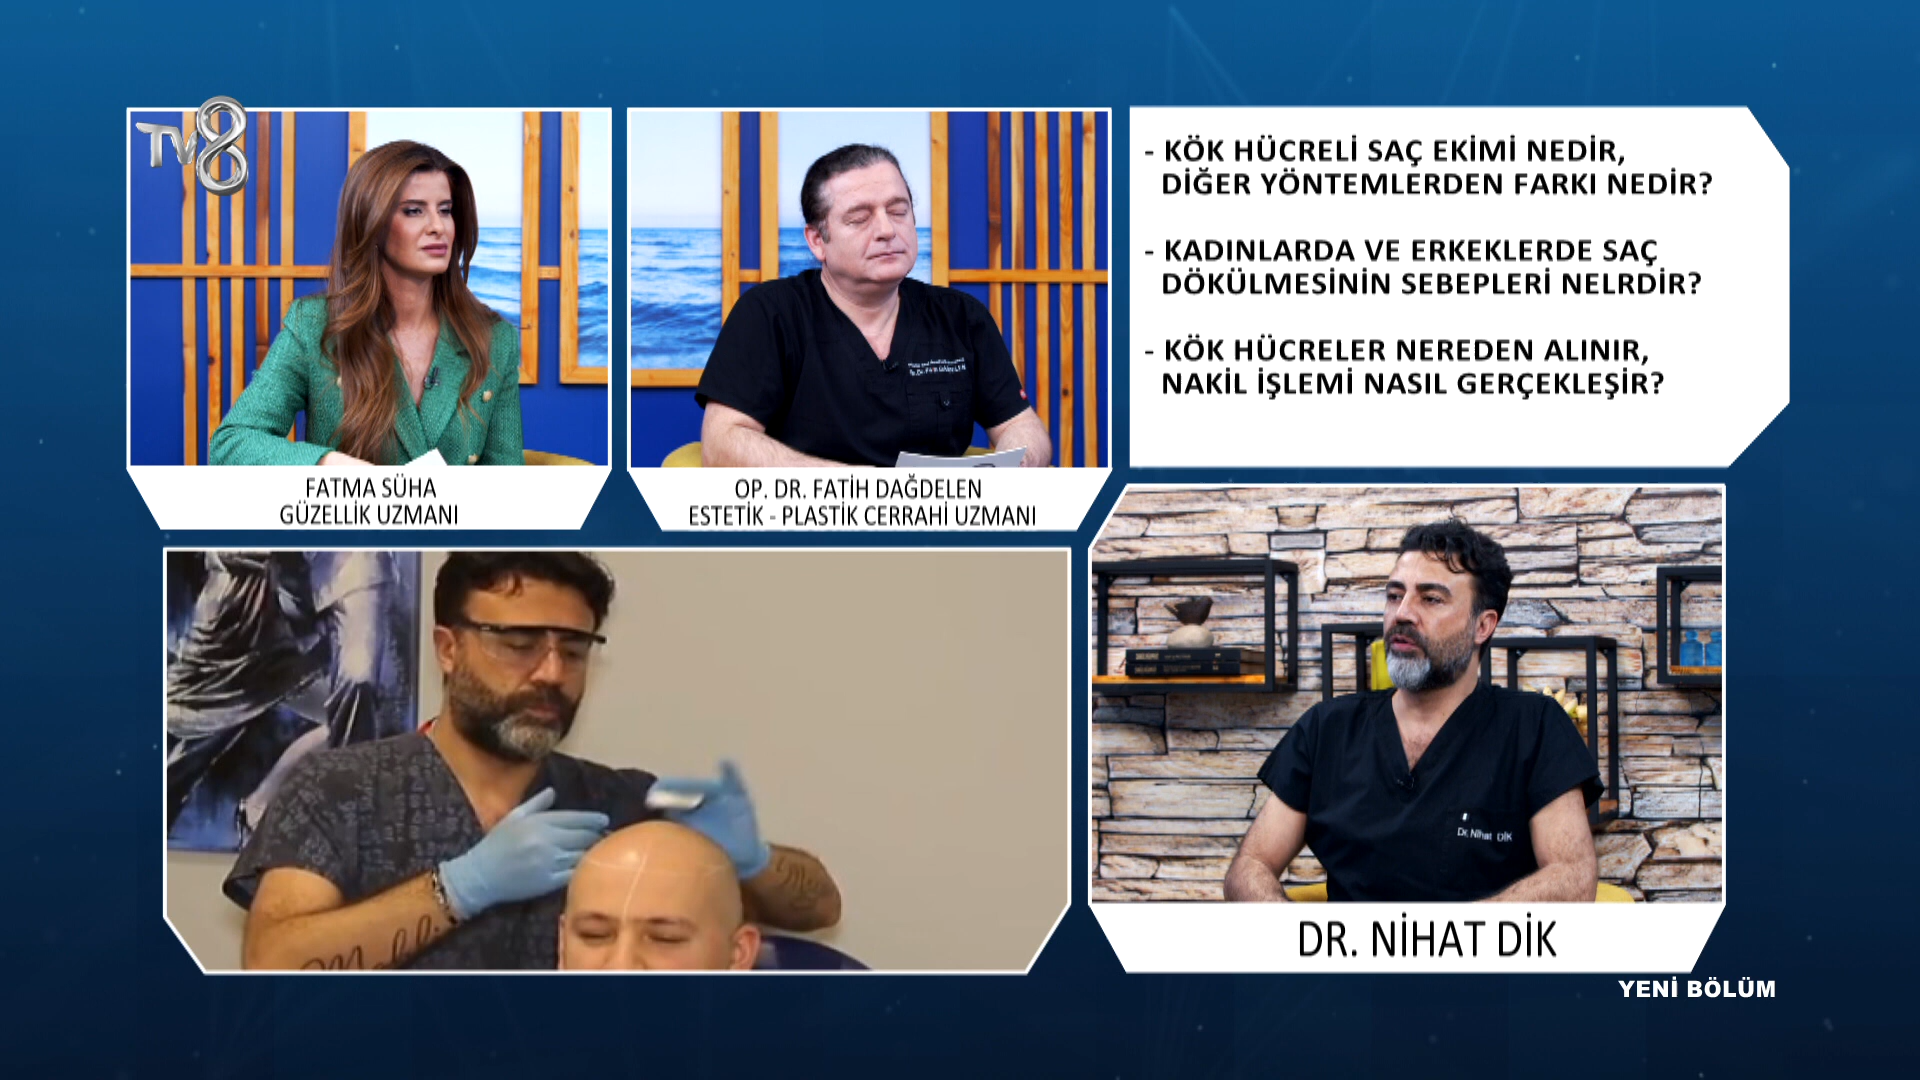 TV8
- KÖK HÜCRELİ SAÇ EKİMİ NEDİR,
DİĞER YÖNTEMLERDEN FARKI NEDİR?
- KADINLARDA VE ERKEKLERDE SAÇ
DÖKÜLMESİNİN SEBEPLERİ NELRDİR?
- KÖK HÜCRELER NEREDEN ALINIR,
NAKİL İŞLEMİ NASIL GERÇEKLEŞİR?
FATMA SÜHA
GÜZELLİK UZMANI
OP. DR. FATİH DAĞDELEN
ESTETİK - PLASTİK CERRAHİ UZMANI
Dr. Nihat DİK
DR. NİHAT DİK
YENİ BÖLÜM